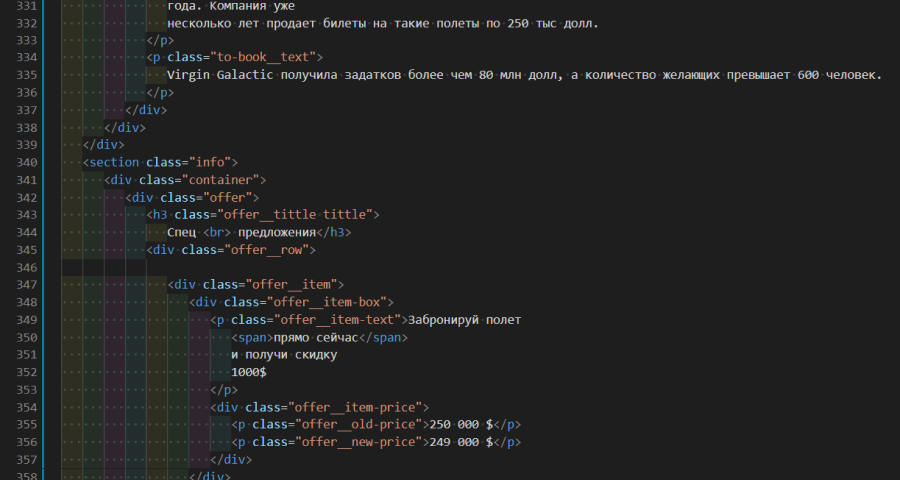 331 года. Компания уже
332 несколько лет продает билеты на такие полеты по 250 тыс долл.
333 </p>
334 <p class="to-book__text">
335 Virgin Galactic получила задатков более чем 80 млн долл, а количество желающих превышает 600 человек.
336 </p>
337 </div>
338 </div>
339 </div>
340 <section class="info">
341 <div class="container">
342 <div class="offer">
343 <h3 class="offer__tittle tittle">
344 Спец <br> предложения</h3>
345 <div class="offer__row">
346
347 <div class="offer__item">
348 <div class="offer__item-box">
349 <p class="offer__item-text">Забронируй полет
350 <span>прямо сейчас</span>
351 и получи скидку
352 1000$
353 </p>
354 <div class="offer__item-price">
355 <p class="offer__old-price">250 000 $</p>
356 <p class="offer__new-price">249 000 $</p>
357 </div>
358 </div>